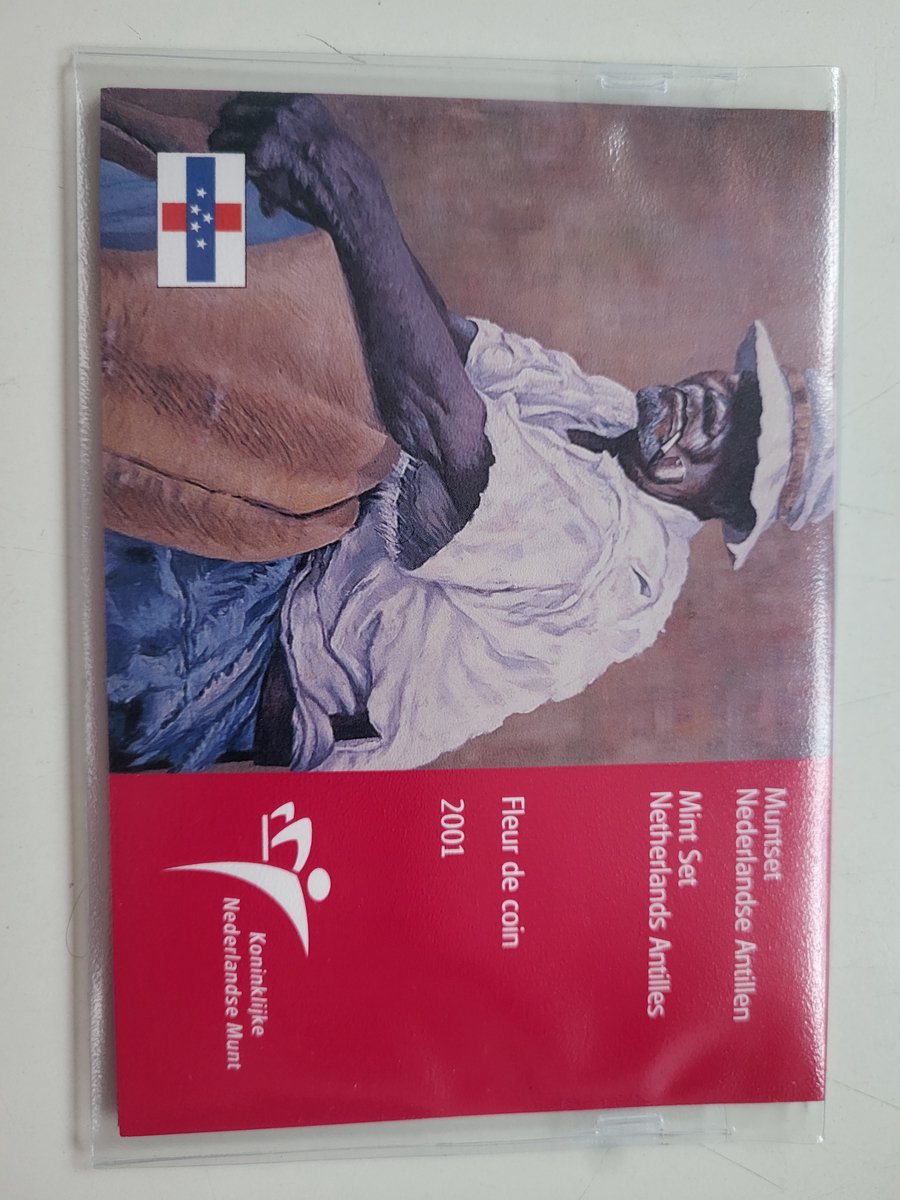 Muntset
Nederlandse Antillen
Mint Set
Netherlands Antilles
Fleur de coin
2001
Koninklijke
Nederlandse Munt